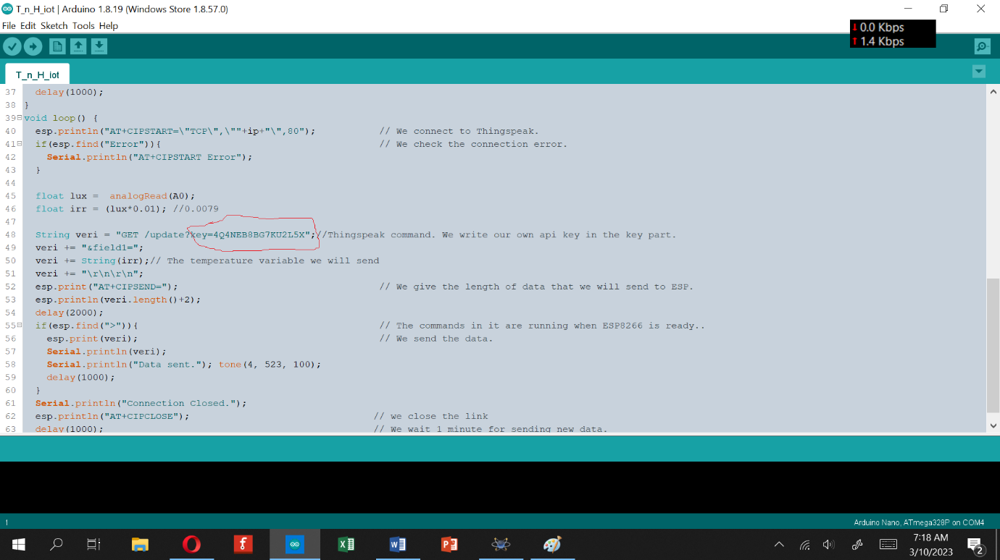 T_n_H_iot | Arduino 1.8.19 (Windows Store 1.8.57.0)
File Edit Sketch Tools Help
0.0 Kbps
1.4 Kbps
T_n_H_iot
37 delay(1000);
38 }
39 void loop() {
40 esp.println("AT+CIPSTART=\"TCP\",\""+ip+"\",80"); // We connect to Thingspeak.
41 if(esp.find("Error")){ // We check the connection error.
42 Serial.println("AT+CIPSTART Error");
43 }
44
45 float lux = analogRead(A0);
46 float irr = (lux*0.01); //0.0079
47
48 String veri = "GET /update?key=4Q4NEB8BG7KU2L5X";//Thingspeak command. We write our own api key in the key part.
49 veri += "&field1=";
50 veri += String(irr);// The temperature variable we will send
51 veri += "\r\n\r\n";
52 esp.print("AT+CIPSEND="); // We give the length of data that we will send to ESP.
53 esp.println(veri.length()+2);
54 delay(2000);
55 if(esp.find(">")){ // The commands in it are running when ESP8266 is ready..
56 esp.print(veri); // We send the data.
57 Serial.println(veri);
58 Serial.println("Data sent."); tone(4, 523, 100);
59 delay(1000);
60 }
61 Serial.println("Connection Closed.");
62 esp.println("AT+CIPCLOSE"); // we close the link
63 delay(1000); // We wait 1 minute for sending new data.
1
Arduino Nano, ATmega328P on COM4
7:18 AM
3/10/2023
2